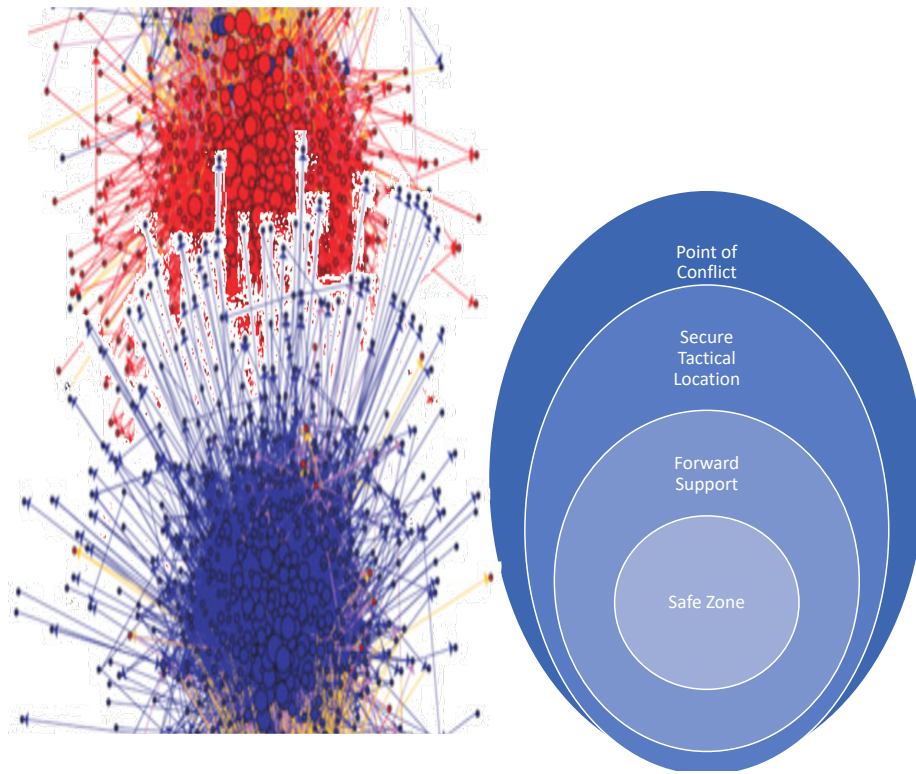 Point of
Conflict
Secure
Tactical
Location
Forward
Support
Safe Zone